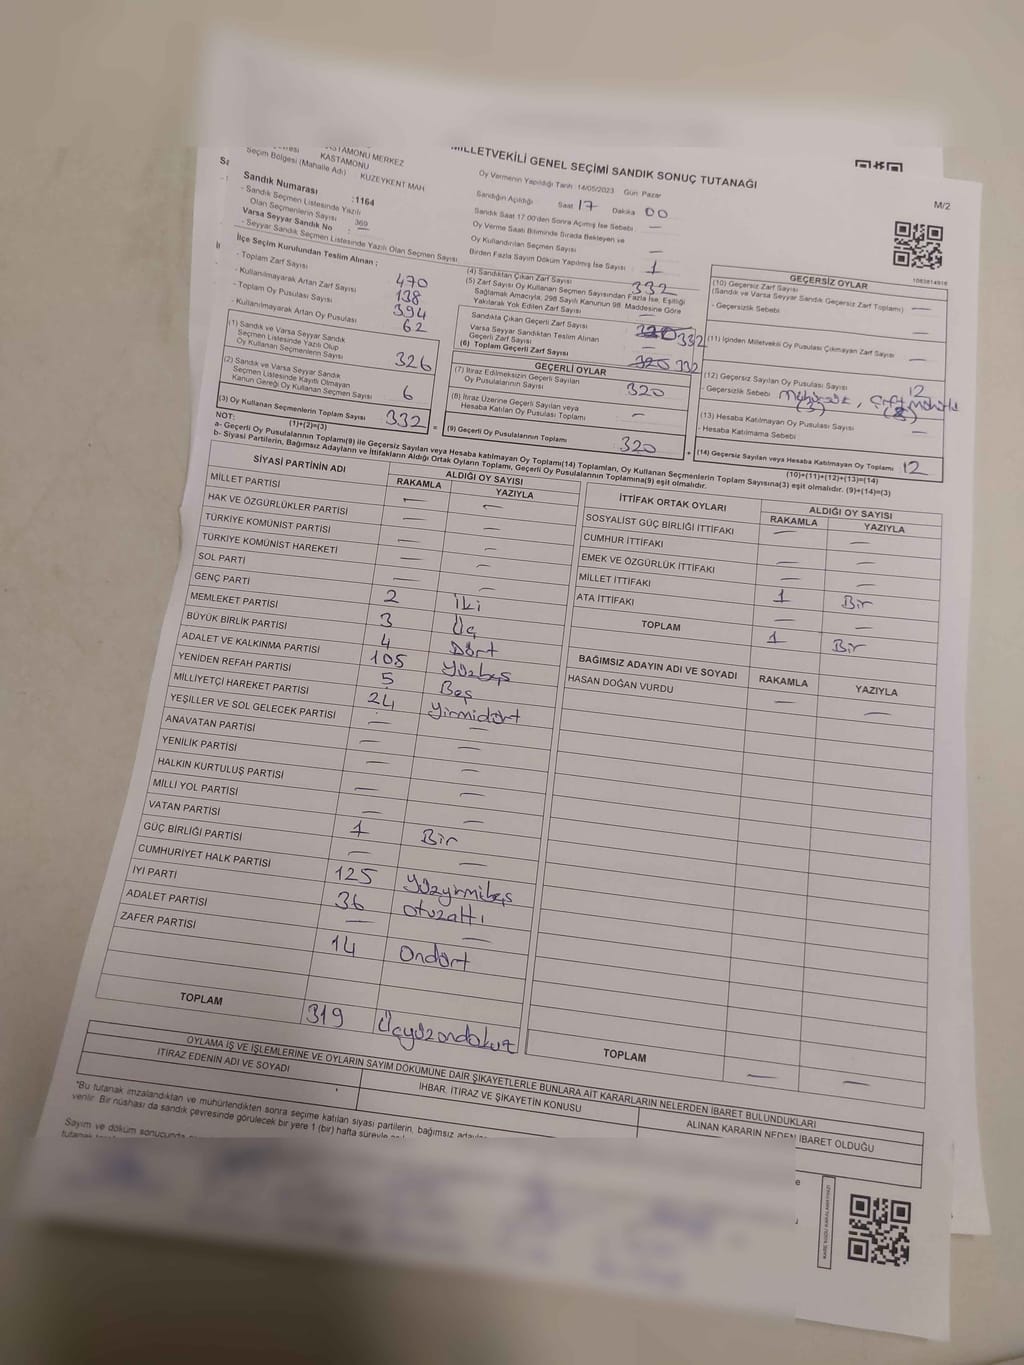 MİLLETVEKİLİ GENEL SEÇİMİ SANDIK SONUÇ TUTANAĞI
M/2
KASTAMONU MERKEZ
KASTAMONU
Seçim Bölgesi (Mahalle Adı) KUZEYKENT MAH
Oy Vermenin Yapıldığı Tarih :14/05/2023 Gün: Pazar
Sandığın Açıldığı Saat 17 Dakika 00
Sandık Saat 17.00'den Sonra Açılmış İse Sebebi —
Oy Verme Saati Bitiminde Sırada Bekleyen ve
Oy Kullandırılan Seçmen Sayısı —
Birden Fazla Sayım Döküm Yapılmış İse Sayısı 1
Sandık Numarası :1164
- Sandık Seçmen Listesinde Yazılı
Olan Seçmenlerin Sayısı : 369
Varsa Seyyar Sandık No : —
- Seyyar Sandık Seçmen Listesinde Yazılı Olan Seçmen Sayısı
İlçe Seçim Kurulundan Teslim Alınan :
- Toplam Zarf Sayısı 470
- Kullanılmayarak Artan Zarf Sayısı 138
- Toplam Oy Pusulası Sayısı 394
- Kullanılmayarak Artan Oy Pusulası 62
(1) Sandık ve Varsa Seyyar Sandık
Seçmen Listesinde Yazılı Olup
Oy Kullanan Seçmenlerin Sayısı 326
(2) Sandık ve Varsa Seyyar Sandık
Seçmen Listesinde Kayıtlı Olmayan
Kanun Gereği Oy Kullanan Seçmen Sayısı 6
(3) Oy Kullanan Seçmenlerin Toplam Sayısı 332
(1)+(2)=(3)
(4) Sandıktan Çıkan Zarf Sayısı 332
(5) Zarf Sayısı Oy Kullanan Seçmen Sayısından Fazla İse, Eşitliği
Sağlamak Amacıyla, 298 Sayılı Kanunun 98. Maddesine Göre
Yakılarak Yok Edilen Zarf Sayısı —
Sandıkta Çıkan Geçerli Zarf Sayısı 320 332
Varsa Seyyar Sandıktan Teslim Alınan
Geçerli Zarf Sayısı —
(6) Toplam Geçerli Zarf Sayısı 320 332
GEÇERLİ OYLAR
(7) İtiraz Edilmeksizin Geçerli Sayılan
Oy Pusulalarının Sayısı 320
(8) İtiraz Üzerine Geçerli Sayılan veya
Hesaba Katılan Oy Pusulası Toplamı —
(9) Geçerli Oy Pusulalarının Toplamı 320
GEÇERSİZ OYLAR
(10) Geçersiz Zarf Sayısı
(Sandık ve Varsa Seyyar Sandık Geçersiz Zarf Toplamı) —
- Geçersizlik Sebebi —
(11) İçinden Milletvekili Oy Pusulası Çıkmayan Zarf Sayısı —
(12) Geçersiz Sayılan Oy Pusulası Sayısı 12
- Geçersizlik Sebebi
(13) Hesaba Katılmayan Oy Pusulası Sayısı —
- Hesaba Katılmama Sebebi
(14) Geçersiz Sayılan veya Hesaba Katılmayan Oy Pusulası Toplamı 12
(10)+(11)+(12)+(13)=(14)
NOT:
a- Geçerli Oy Pusulalarının Toplamı(9) ile Geçersiz Sayılan veya Hesaba Katılmayan Oy Toplamı(14) Toplamları, Oy Kullanan Seçmenlerin Toplam Sayısına(3) eşit olmalıdır. (9)+(14)=(3)
b- Siyasi Partilerin, Bağımsız Adayların ve İttifakların Aldığı Ortak Oyların Toplamı, Geçerli Oy Pusulalarının Toplamına(9) eşit olmalıdır.
SİYASİ PARTİNİN ADI
ALDIĞI OY SAYISI
RAKAMLA YAZIYLA
MİLLET PARTİSİ — —
HAK VE ÖZGÜRLÜKLER PARTİSİ — —
TÜRKİYE KOMÜNİST PARTİSİ — —
TÜRKİYE KOMÜNİST HAREKETİ — —
SOL PARTİ — —
GENÇ PARTİ 2 iki
MEMLEKET PARTİSİ 3 Üç
BÜYÜK BİRLİK PARTİSİ 4 Dört
ADALET VE KALKINMA PARTİSİ 105 Yüzbeş
YENİDEN REFAH PARTİSİ 5 Beş
MİLLİYETÇİ HAREKET PARTİSİ 24 Yirmidört
YEŞİLLER VE SOL GELECEK PARTİSİ — —
ANAVATAN PARTİSİ — —
YENİLİK PARTİSİ — —
HALKIN KURTULUŞ PARTİSİ — —
MİLLİ YOL PARTİSİ — —
VATAN PARTİSİ 1 Bir
GÜÇ BİRLİĞİ PARTİSİ — —
CUMHURİYET HALK PARTİSİ 125 Yüzyirmibeş
İYİ PARTİ 36 otuzaltı
ADALET PARTİSİ — —
ZAFER PARTİSİ 14 Ondört
TOPLAM 319 Üçyüzondokuz
İTTİFAK ORTAK OYLARI
ALDIĞI OY SAYISI
RAKAMLA YAZIYLA
SOSYALİST GÜÇ BİRLİĞİ İTTİFAKI — —
CUMHUR İTTİFAKI — —
EMEK VE ÖZGÜRLÜK İTTİFAKI — —
MİLLET İTTİFAKI 1 Bir
ATA İTTİFAKI — —
TOPLAM 1 Bir
BAĞIMSIZ ADAYIN ADI VE SOYADI RAKAMLA YAZIYLA
HASAN DOĞAN VURDU — —
TOPLAM — —
OYLAMA İŞ VE İŞLEMLERİNE VE OYLARIN SAYIM DÖKÜMÜNE DAİR ŞİKAYETLERLE BUNLARA AİT KARARLARIN NELERDEN İBARET BULUNDUKLARI
İTİRAZ EDENİN ADI VE SOYADI
İHBAR, İTİRAZ VE ŞİKAYETİN KONUSU
ALINAN KARARIN NEDEN İBARET OLDUĞU
"Bu tutanak imzalandıktan ve mühürlendikten sonra seçime katılan siyasi partilerin, bağımsız
verilir. Bir nüshası da sandık çevresinde görülecek bir yere 1 (bir) hafta süreyle
Sayım ve döküm sonucunda